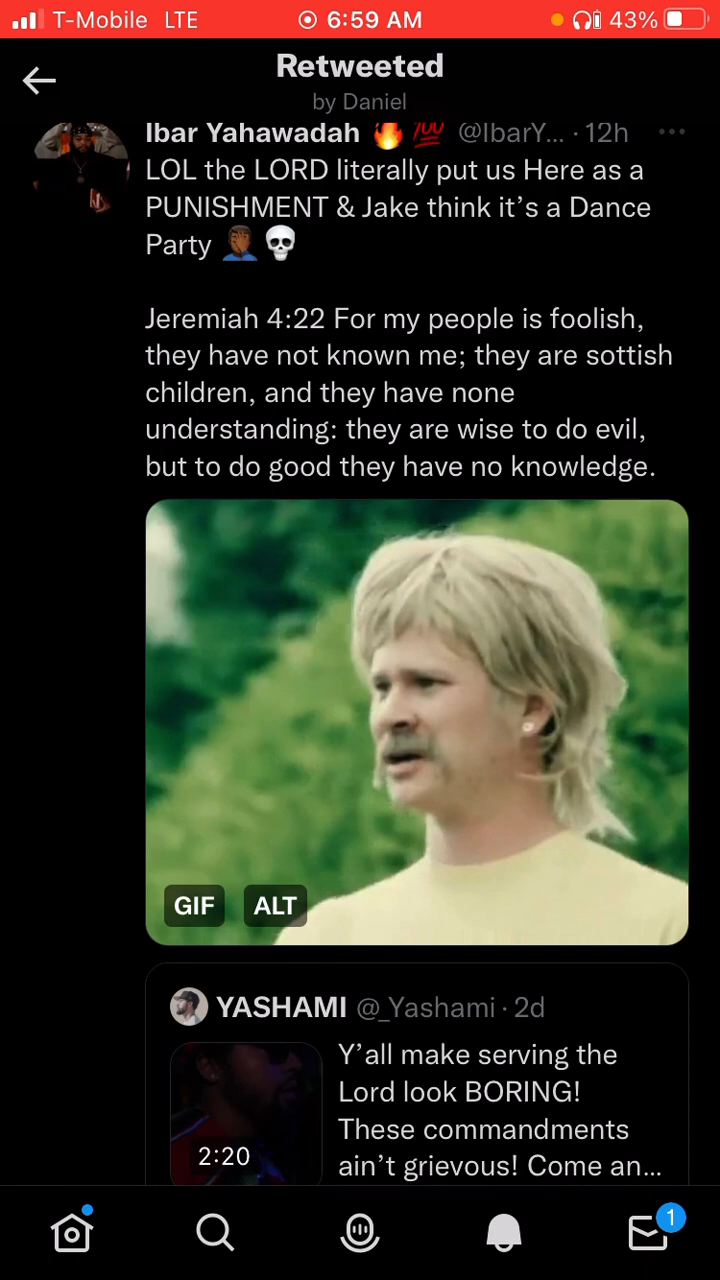 T-Mobile LTE 6:59 AM 43%
Retweeted
by Daniel
Ibar Yahawadah 🔥 💯 @IbarY... · 12h
LOL the LORD literally put us Here as a
PUNISHMENT & Jake think it’s a Dance
Party 🤦🏾‍♂️ 💀
Jeremiah 4:22 For my people is foolish,
they have not known me; they are sottish
children, and they have none
understanding: they are wise to do evil,
but to do good they have no knowledge.
GIF ALT
YASHAMI @_Yashami · 2d
Y’all make serving the
Lord look BORING!
These commandments
ain’t grievous! Come an...
2:20
1